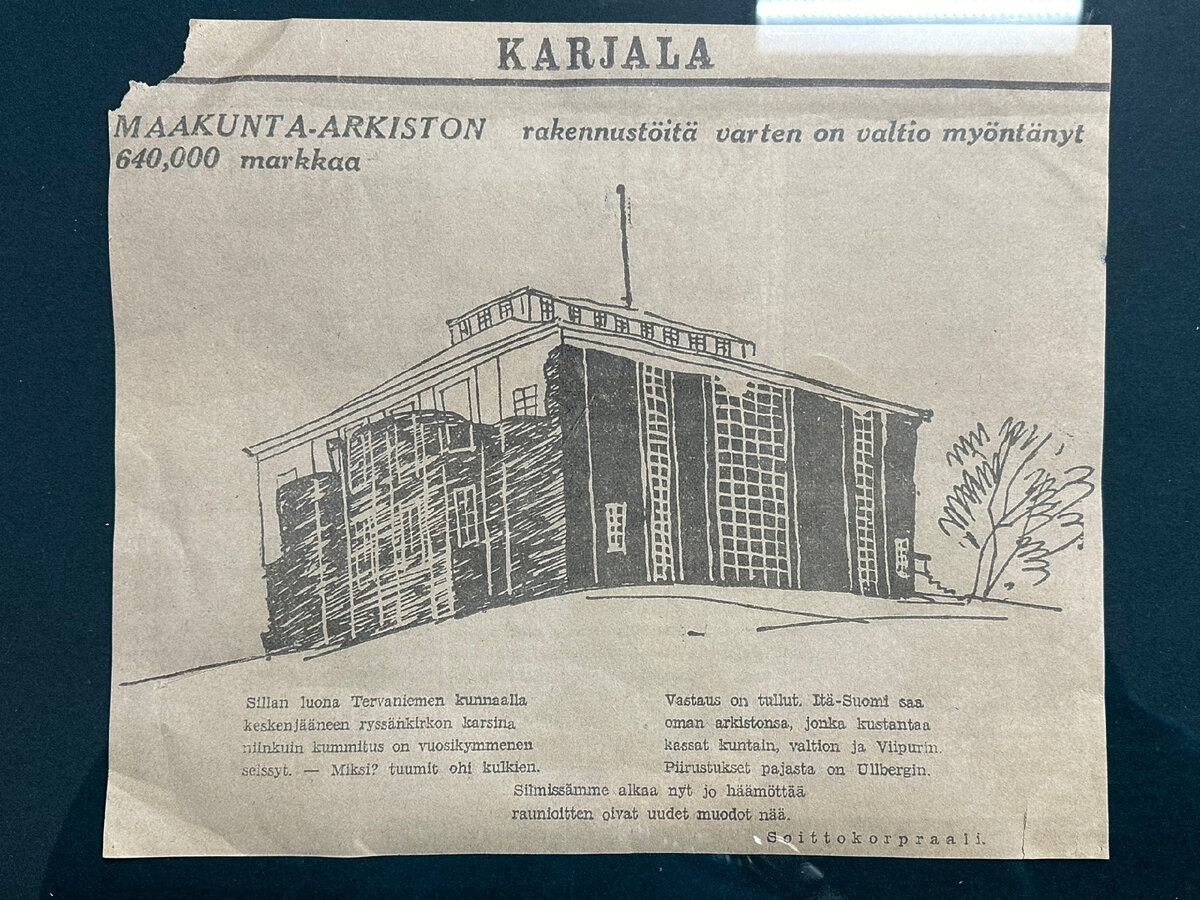 KARJALA
MAAKUNTA-ARKISTON rakennustöitä varten on valtio myöntänyt
640,000 markkaa
Sillan luona Tervaniemen kunnaalla
keskenjääneen ryssänkirkon karsina
niinkuin kummitus on vuosikymmenen
seissyt. — Miksi? tuumit ohi kulkien.
Vastaus on tullut. Itä-Suomi saa
oman arkistonsa, jonka kustantaa
kassat kuntain, valtion ja Viipurin.
Piirustukset pajasta on Ullbergin.
Silmissämme alkaa nyt jo häämöttää
raunioitten oivat uudet muodot nää.
Soittokorpraali.